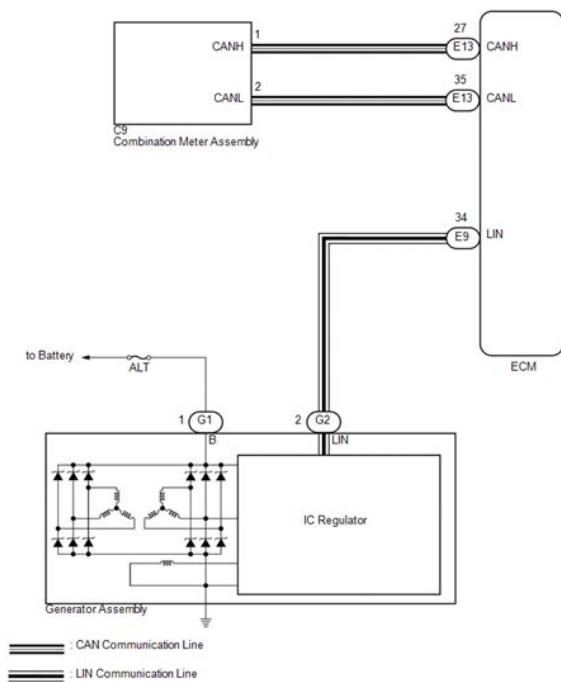 1
27
CANH
E13
CANH
2
35
CANL
E13
CANL
C9
Combination Meter Assembly
34
E9
LIN
to Battery
ALT
ECM
1
G1
2
G2
B
LIN
IC Regulator
Generator Assembly
: CAN Communication Line
: LIN Communication Line